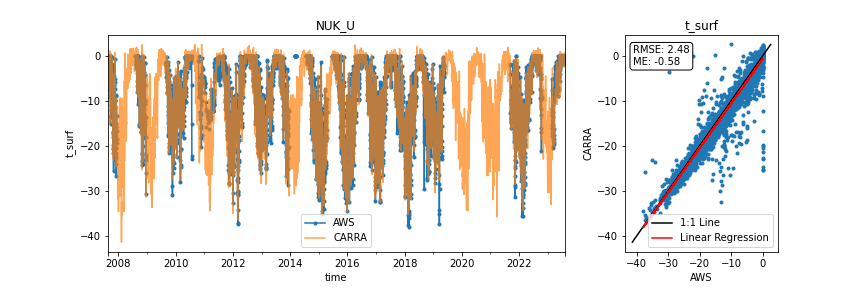 NUK_U
t_surf
0
−10
−20
−30
−40
t_surf
2008
2010
2012
2014
2016
2018
2020
2022
time
AWS
CARRA
t_surf
RMSE: 2.48
ME: -0.58
0
−10
−20
−30
−40
CARRA
−40
−30
−20
−10
0
AWS
1:1 Line
Linear Regression